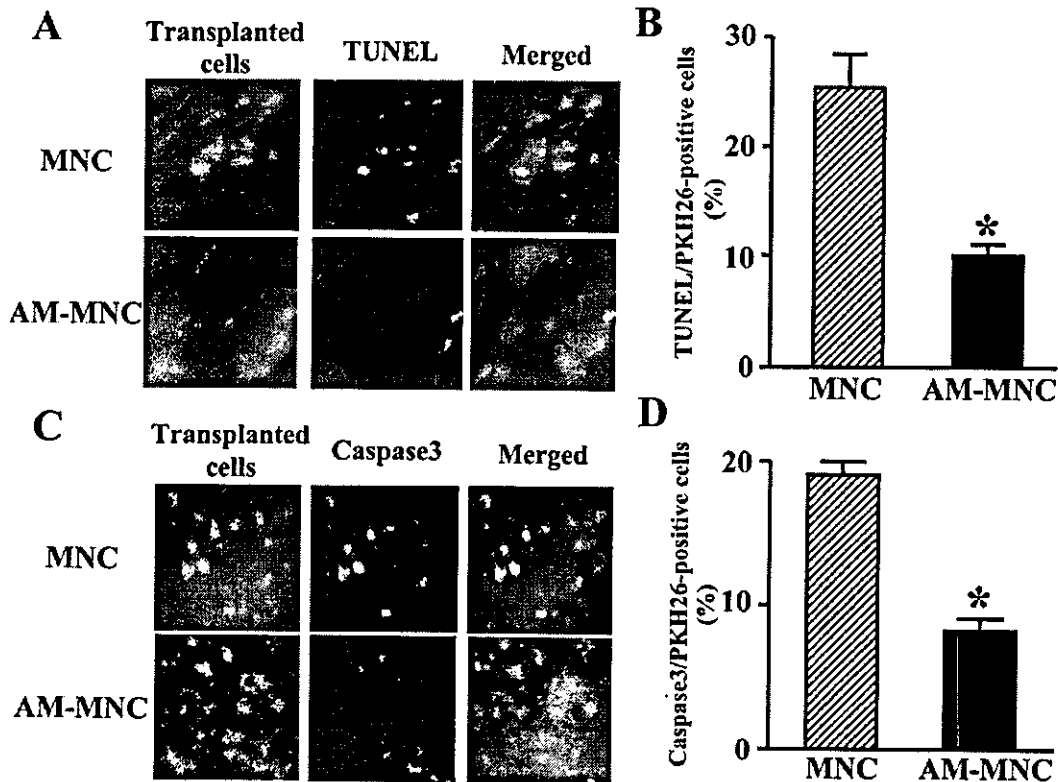 A
Transplanted
cells
TUNEL
Merged
MNC
AM-MNC
B
TUNEL/PKH26-positive cells
(%)
30
20
10
0
*
MNC
AM-MNC
C
Transplanted
cells
Caspase3
Merged
MNC
AM-MNC
D
Caspase3/PKH26-positive cells
(%)
20
10
0
*
MNC
AM-MNC